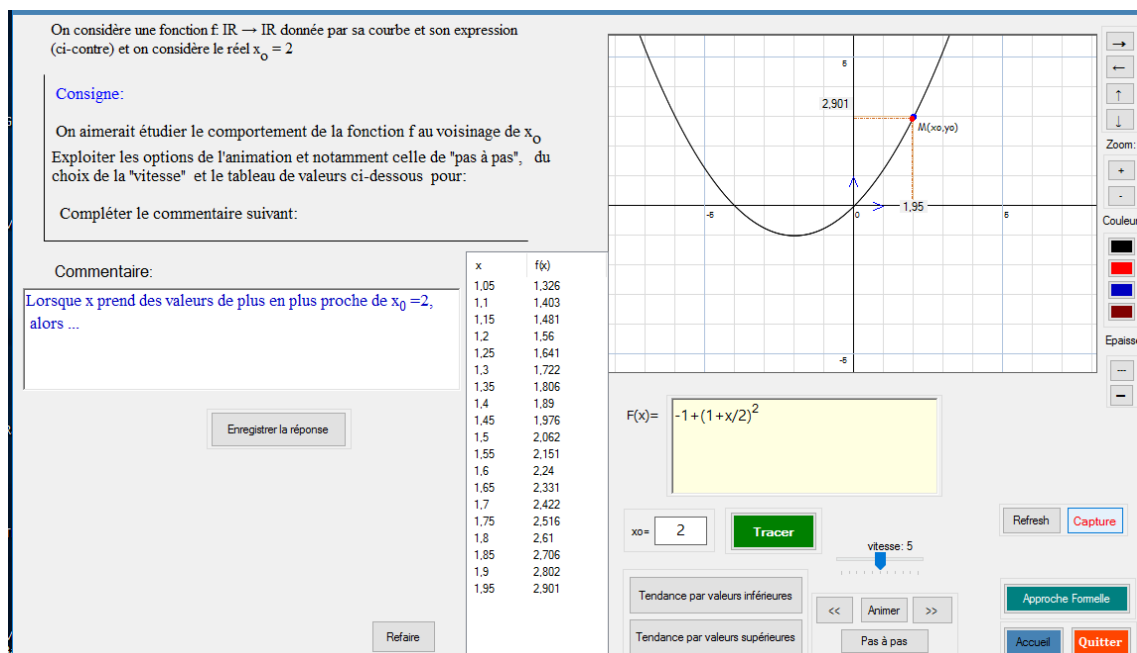 On considère une fonction f: IR → IR donnée par sa courbe et son expression
(ci-contre) et on considère le réel x₀ = 2
Consigne:
On aimerait étudier le comportement de la fonction f au voisinage de x₀
Exploiter les options de l'animation et notamment celle de "pas à pas", du
choix de la "vitesse" et le tableau de valeurs ci-dessous pour:
Compléter le commentaire suivant:
Commentaire:
Lorsque x prend des valeurs de plus en plus proche de x₀ =2,
alors ...
Enregistrer la réponse
Refaire
x f(x)
1,05 1,326
1,1 1,403
1,15 1,481
1,2 1,56
1,25 1,641
1,3 1,722
1,35 1,806
1,4 1,89
1,45 1,976
1,5 2,062
1,55 2,151
1,6 2,24
1,65 2,331
1,7 2,422
1,75 2,516
1,8 2,61
1,85 2,706
1,9 2,802
1,95 2,901
2,901
M(xo,yo)
-5 0 1,95 5
-5
→
←
↑
↓
Zoom:
+
-
Couleur
Epaisse
---
F(x)= -1+(1+x/2)²
xo= 2
Tracer
vitesse: 5
Refresh
Capture
Tendance par valeurs inférieures
Tendance par valeurs supérieures
<< Animer >>
Pas à pas
Approche Formelle
Accueil
Quitter